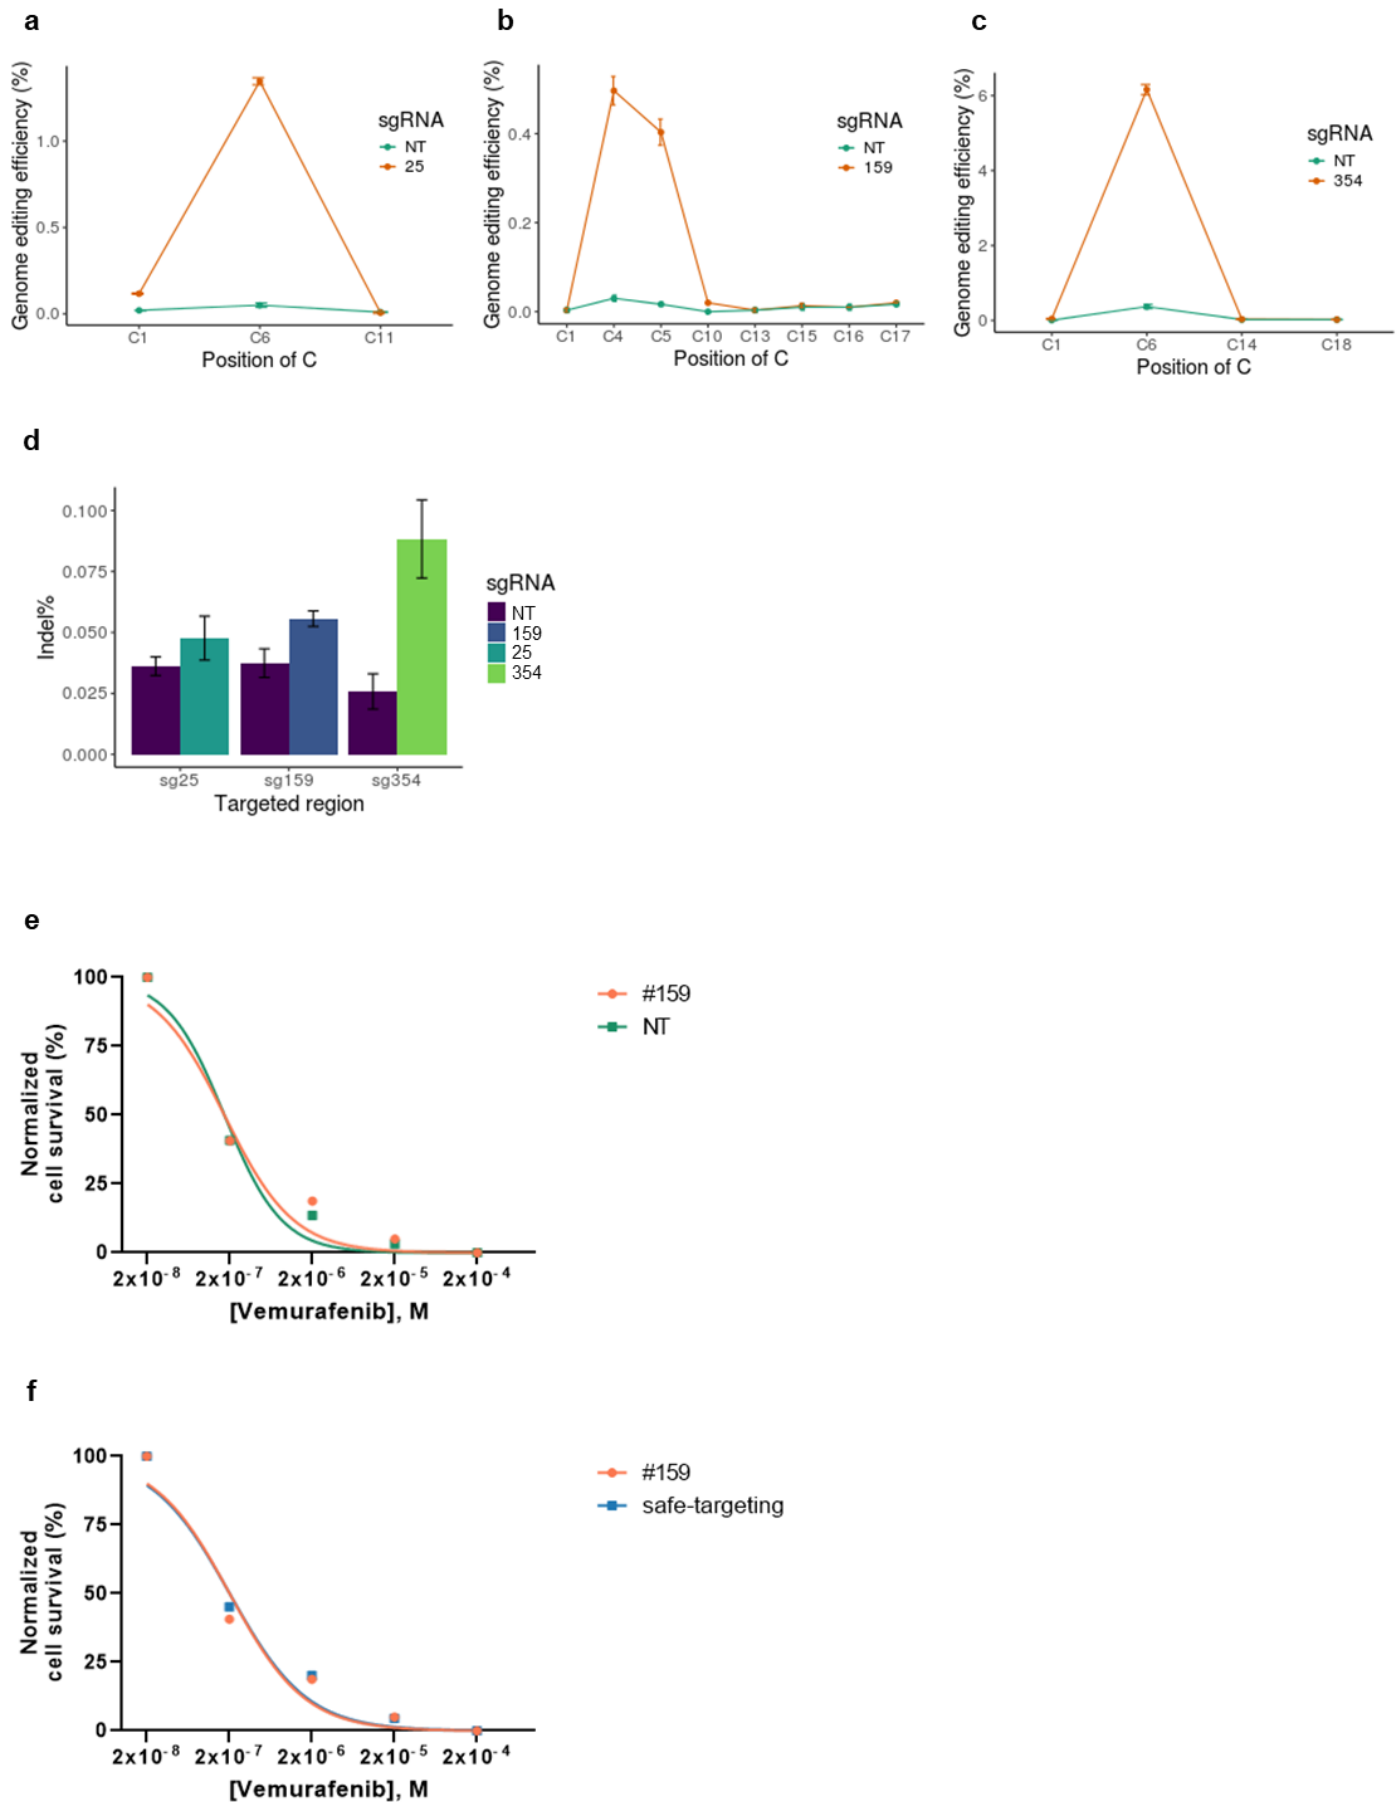 a
Genome editing efficiency (%)
1.0
0.5
0.0
C1 C6 C11
Position of C
sgRNA
NT
25
b
Genome editing efficiency (%)
0.4
0.2
0.0
C1 C4 C5 C10 C13 C15 C16 C17
Position of C
sgRNA
NT
159
c
Genome editing efficiency (%)
6
4
2
0
C1 C6 C14 C18
Position of C
sgRNA
NT
354
d
Indel%
0.100
0.075
0.050
0.025
0.000
sg25 sg159 sg354
Targeted region
sgRNA
NT
159
25
354
e
Normalized
cell survival (%)
100
75
50
25
0
2x10⁻⁸ 2x10⁻⁷ 2x10⁻⁶ 2x10⁻⁵ 2x10⁻⁴
[Vemurafenib], M
#159
NT
f
Normalized
cell survival (%)
100
75
50
25
0
2x10⁻⁸ 2x10⁻⁷ 2x10⁻⁶ 2x10⁻⁵ 2x10⁻⁴
[Vemurafenib], M
#159
safe-targeting